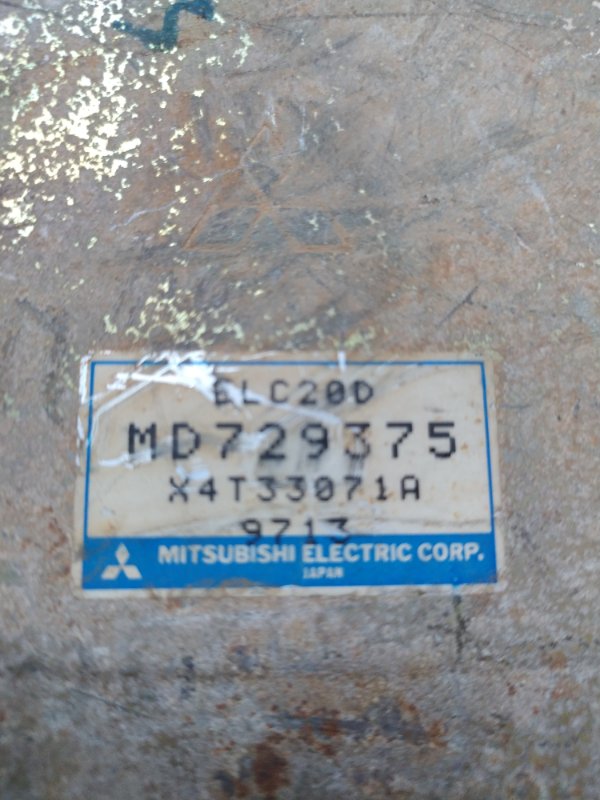 ELC20D
MD729375
X4T33071A
9713
MITSUBISHI ELECTRIC CORP.
JAPAN